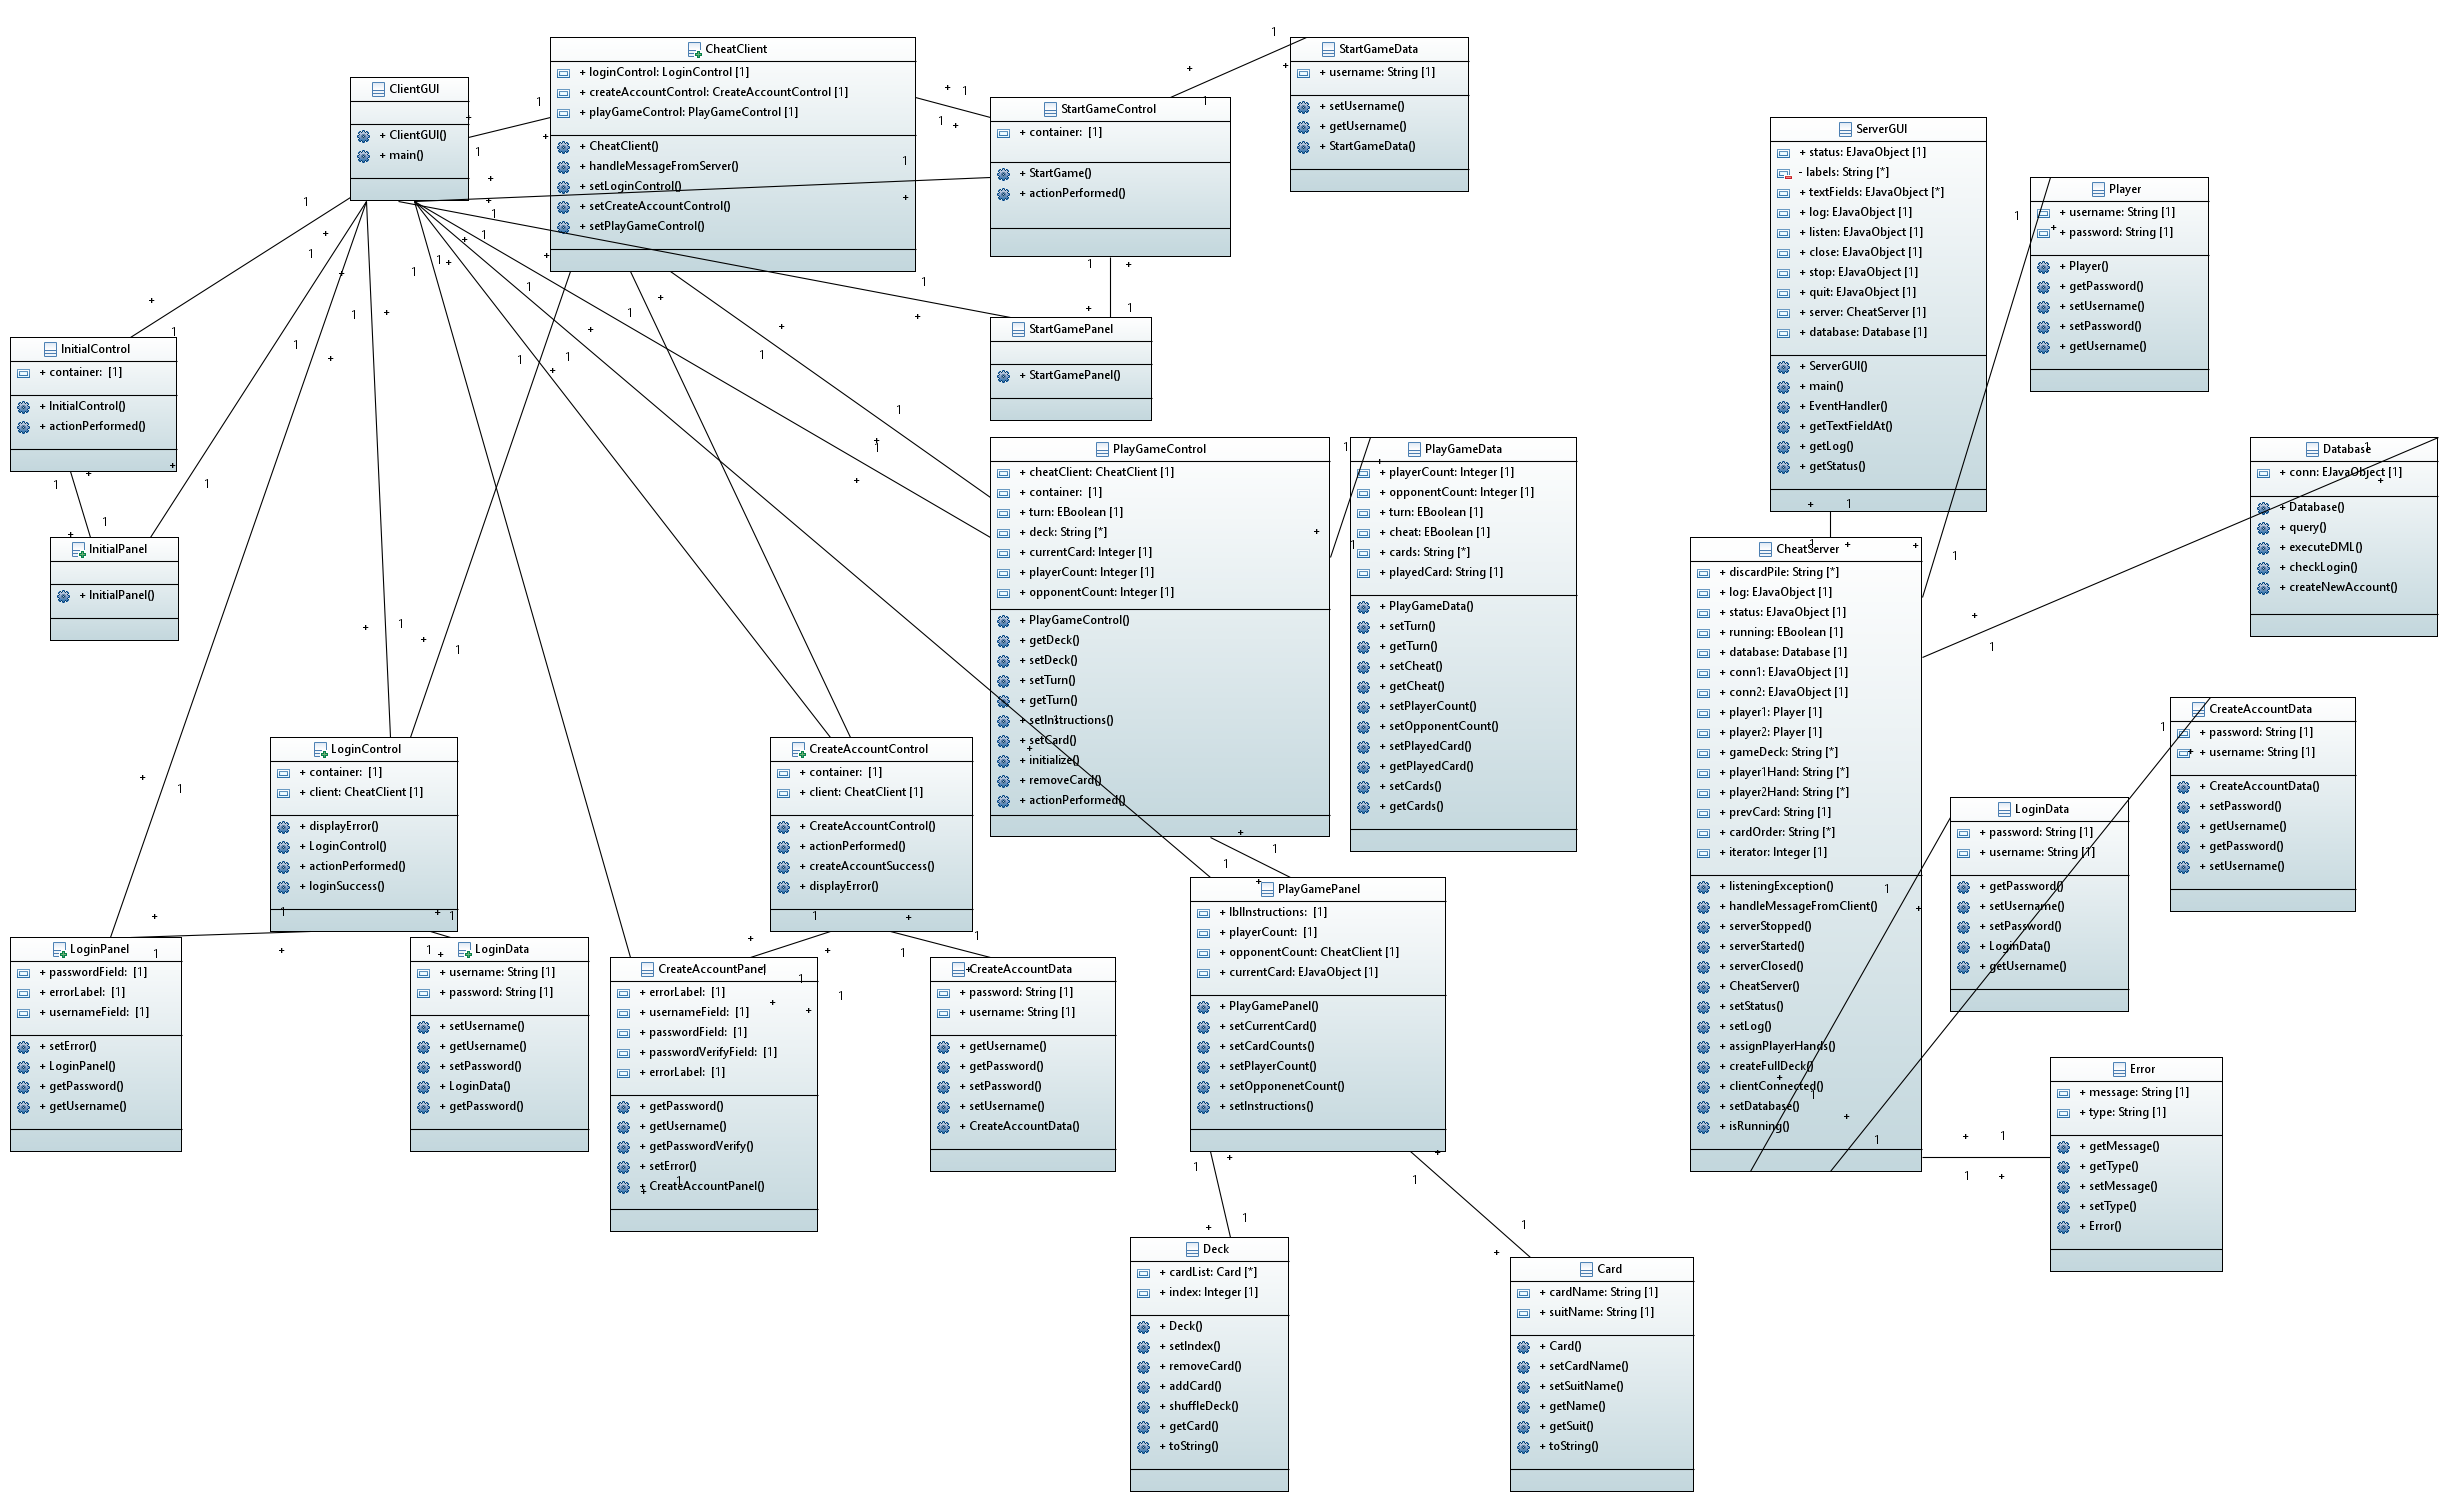 ClientGUI
+ ClientGUI()
+ main()
CheatClient
+ loginControl: LoginControl [1]
+ createAccountControl: CreateAccountControl [1]
+ playGameControl: PlayGameControl [1]
+ CheatClient()
+ handleMessageFromServer()
+ setLoginControl()
+ setCreateAccountControl()
+ setPlayGameControl()
StartGameControl
+ container:  [1]
+ StartGame()
+ actionPerformed()
StartGameData
+ username: String [1]
+ setUsername()
+ getUsername()
+ StartGameData()
StartGamePanel
+ StartGamePanel()
InitialControl
+ container:  [1]
+ InitialControl()
+ actionPerformed()
InitialPanel
+ InitialPanel()
ServerGUI
+ status: EJavaObject [1]
- labels: String [*]
+ textFields: EJavaObject [*]
+ log: EJavaObject [1]
+ listen: EJavaObject [1]
+ close: EJavaObject [1]
+ stop: EJavaObject [1]
+ quit: EJavaObject [1]
+ server: CheatServer [1]
+ database: Database [1]
+ ServerGUI()
+ main()
+ EventHandler()
+ getTextFieldAt()
+ getLog()
+ getStatus()
Player
+ username: String [1]
+ password: String [1]
+ Player()
+ getPassword()
+ setUsername()
+ setPassword()
+ getUsername()
PlayGameControl
+ cheatClient: CheatClient [1]
+ container:  [1]
+ turn: EBoolean [1]
+ deck: String [*]
+ currentCard: Integer [1]
+ playerCount: Integer [1]
+ opponentCount: Integer [1]
+ PlayGameControl()
+ getDeck()
+ setDeck()
+ setTurn()
+ getTurn()
+ setInstructions()
+ setCard()
+ initialize()
+ removeCard()
+ actionPerformed()
PlayGameData
+ playerCount: Integer [1]
+ opponentCount: Integer [1]
+ turn: EBoolean [1]
+ cheat: EBoolean [1]
+ cards: String [*]
+ playedCard: String [1]
+ PlayGameData()
+ setTurn()
+ getTurn()
+ setCheat()
+ getCheat()
+ setPlayerCount()
+ setOpponentCount()
+ setPlayedCard()
+ getPlayedCard()
+ setCards()
+ getCards()
Database
+ conn: EJavaObject [1]
+ Database()
+ query()
+ executeDML()
+ checkLogin()
+ createNewAccount()
CheatServer
+ discardPile: String [*]
+ log: EJavaObject [1]
+ status: EJavaObject [1]
+ running: EBoolean [1]
+ database: Database [1]
+ conn1: EJavaObject [1]
+ conn2: EJavaObject [1]
+ player1: Player [1]
+ player2: Player [1]
+ gameDeck: String [*]
+ player1Hand: String [*]
+ player2Hand: String [*]
+ prevCard: String [1]
+ cardOrder: String [*]
+ iterator: Integer [1]
+ listeningException()
+ handleMessageFromClient()
+ serverStopped()
+ serverStarted()
+ serverClosed()
+ CheatServer()
+ setStatus()
+ setLog()
+ assignPlayerHands()
+ createFullDeck()
+ clientConnected()
+ setDatabase()
+ isRunning()
CreateAccountData
+ password: String [1]
+ username: String [1]
+ CreateAccountData()
+ setPassword()
+ getUsername()
+ getPassword()
+ setUsername()
LoginData
+ password: String [1]
+ username: String [1]
+ getPassword()
+ setUsername()
+ setPassword()
+ LoginData()
+ getUsername()
Error
+ message: String [1]
+ type: String [1]
+ getMessage()
+ getType()
+ setMessage()
+ setType()
+ Error()
LoginControl
+ container:  [1]
+ client: CheatClient [1]
+ displayError()
+ LoginControl()
+ actionPerformed()
+ loginSuccess()
CreateAccountControl
+ container:  [1]
+ client: CheatClient [1]
+ CreateAccountControl()
+ actionPerformed()
+ createAccountSuccess()
+ displayError()
LoginPanel
+ passwordField:  [1]
+ errorLabel:  [1]
+ usernameField:  [1]
+ setError()
+ LoginPanel()
+ getPassword()
+ getUsername()
LoginData
+ username: String [1]
+ password: String [1]
+ setUsername()
+ getUsername()
+ setPassword()
+ LoginData()
+ getPassword()
CreateAccountPanel
+ errorLabel:  [1]
+ usernameField:  [1]
+ passwordField:  [1]
+ passwordVerifyField:  [1]
+ errorLabel:  [1]
+ getPassword()
+ getUsername()
+ getPasswordVerify()
+ setError()
+ CreateAccountPanel()
CreateAccountData
+ password: String [1]
+ username: String [1]
+ getUsername()
+ getPassword()
+ setPassword()
+ setUsername()
+ CreateAccountData()
PlayGamePanel
+ lblInstructions:  [1]
+ playerCount:  [1]
+ opponentCount: CheatClient [1]
+ currentCard: EJavaObject [1]
+ PlayGamePanel()
+ setCurrentCard()
+ setCardCounts()
+ setPlayerCount()
+ setOpponenetCount()
+ setInstructions()
Deck
+ cardList: Card [*]
+ index: Integer [1]
+ Deck()
+ setIndex()
+ removeCard()
+ addCard()
+ shuffleDeck()
+ getCard()
+ toString()
Card
+ cardName: String [1]
+ suitName: String [1]
+ Card()
+ setCardName()
+ setSuitName()
+ getName()
+ getSuit()
+ toString()